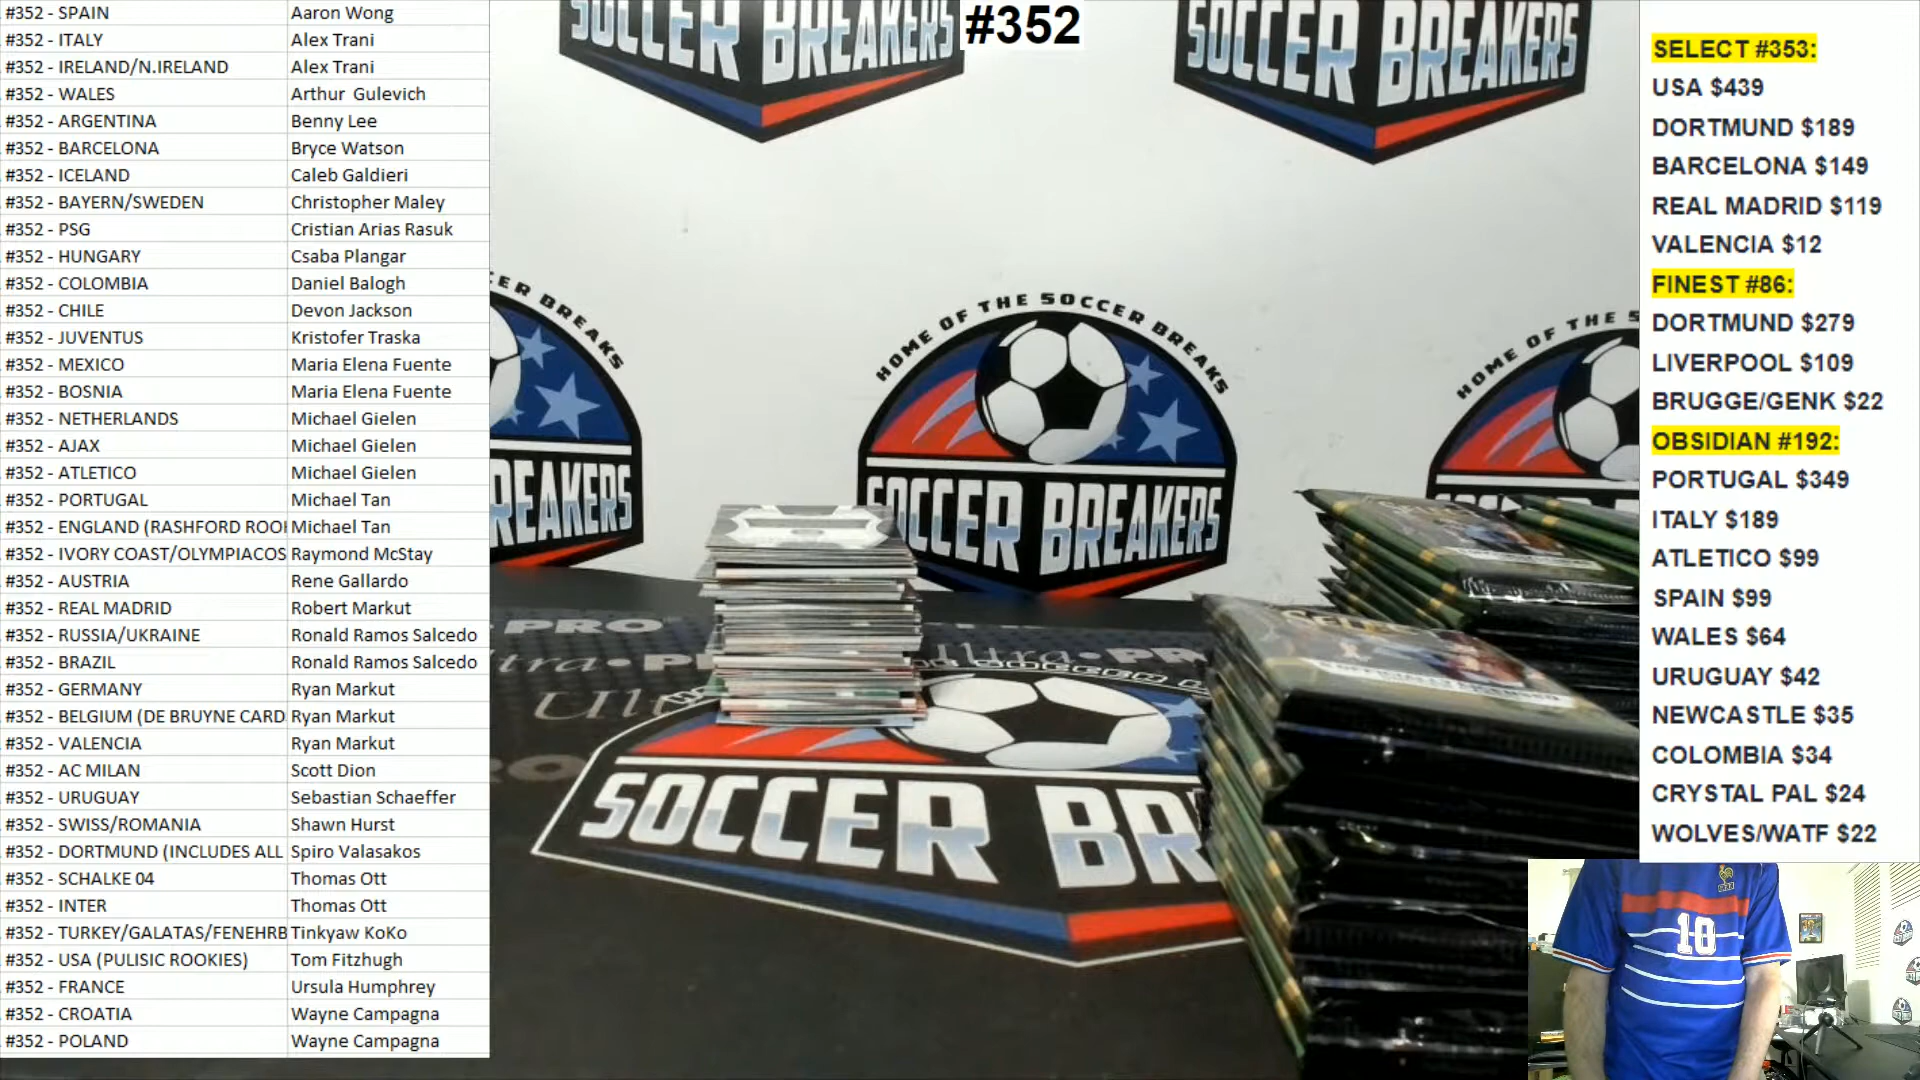 #352 - SPAIN Aaron Wong
#352 - ITALY Alex Trani
#352 - IRELAND/N.IRELAND Alex Trani
#352 - WALES Arthur Gulevich
#352 - ARGENTINA Benny Lee
#352 - BARCELONA Bryce Watson
#352 - ICELAND Caleb Galdieri
#352 - BAYERN/SWEDEN Christopher Maley
#352 - PSG Cristian Arias Rasuk
#352 - HUNGARY Csaba Plangar
#352 - COLOMBIA Daniel Balogh
#352 - CHILE Devon Jackson
#352 - JUVENTUS Kristofer Traska
#352 - MEXICO Maria Elena Fuente
#352 - BOSNIA Maria Elena Fuente
#352 - NETHERLANDS Michael Gielen
#352 - AJAX Michael Gielen
#352 - ATLETICO Michael Gielen
#352 - PORTUGAL Michael Tan
#352 - ENGLAND (RASHFORD ROO Michael Tan
#352 - IVORY COAST/OLYMPIACOS Raymond McStay
#352 - AUSTRIA Rene Gallardo
#352 - REAL MADRID Robert Markut
#352 - RUSSIA/UKRAINE Ronald Ramos Salcedo
#352 - BRAZIL Ronald Ramos Salcedo
#352 - GERMANY Ryan Markut
#352 - BELGIUM (DE BRUYNE CARD Ryan Markut
#352 - VALENCIA Ryan Markut
#352 - AC MILAN Scott Dion
#352 - URUGUAY Sebastian Schaeffer
#352 - SWISS/ROMANIA Shawn Hurst
#352 - DORTMUND (INCLUDES ALL Spiro Valasakos
#352 - SCHALKE 04 Thomas Ott
#352 - INTER Thomas Ott
#352 - TURKEY/GALATAS/FENEHRB Tinkyaw KoKo
#352 - USA (PULISIC ROOKIES) Tom Fitzhugh
#352 - FRANCE Ursula Humphrey
#352 - CROATIA Wayne Campagna
#352 - POLAND Wayne Campagna
#352
SOCCER BREAKERS
SOCCER BREAKERS
CER BREAKS
REAKERS
HOME OF THE SOCCER BREAKS
SOCCER BREAKERS
HOME OF THE S
PRO
Ultra PRO
SOCCER BR
10
SELECT #353:
USA $439
DORTMUND $189
BARCELONA $149
REAL MADRID $119
VALENCIA $12
FINEST #86:
DORTMUND $279
LIVERPOOL $109
BRUGGE/GENK $22
OBSIDIAN #192:
PORTUGAL $349
ITALY $189
ATLETICO $99
SPAIN $99
WALES $64
URUGUAY $42
NEWCASTLE $35
COLOMBIA $34
CRYSTAL PAL $24
WOLVES/WATF $22